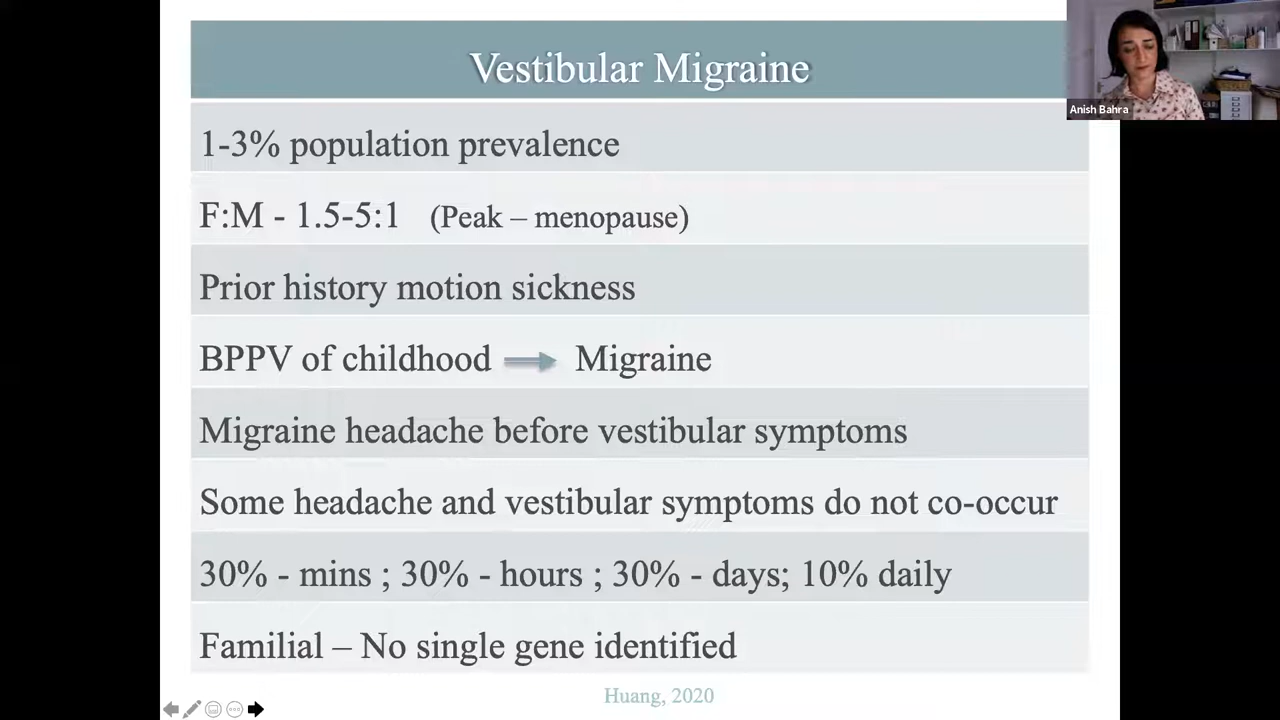 Vestibular Migraine
Anish Bahra
1-3% population prevalence
F:M - 1.5-5:1 (Peak – menopause)
Prior history motion sickness
BPPV of childhood → Migraine
Migraine headache before vestibular symptoms
Some headache and vestibular symptoms do not co-occur
30% - mins ; 30% - hours ; 30% - days; 10% daily
Familial – No single gene identified
Huang, 2020